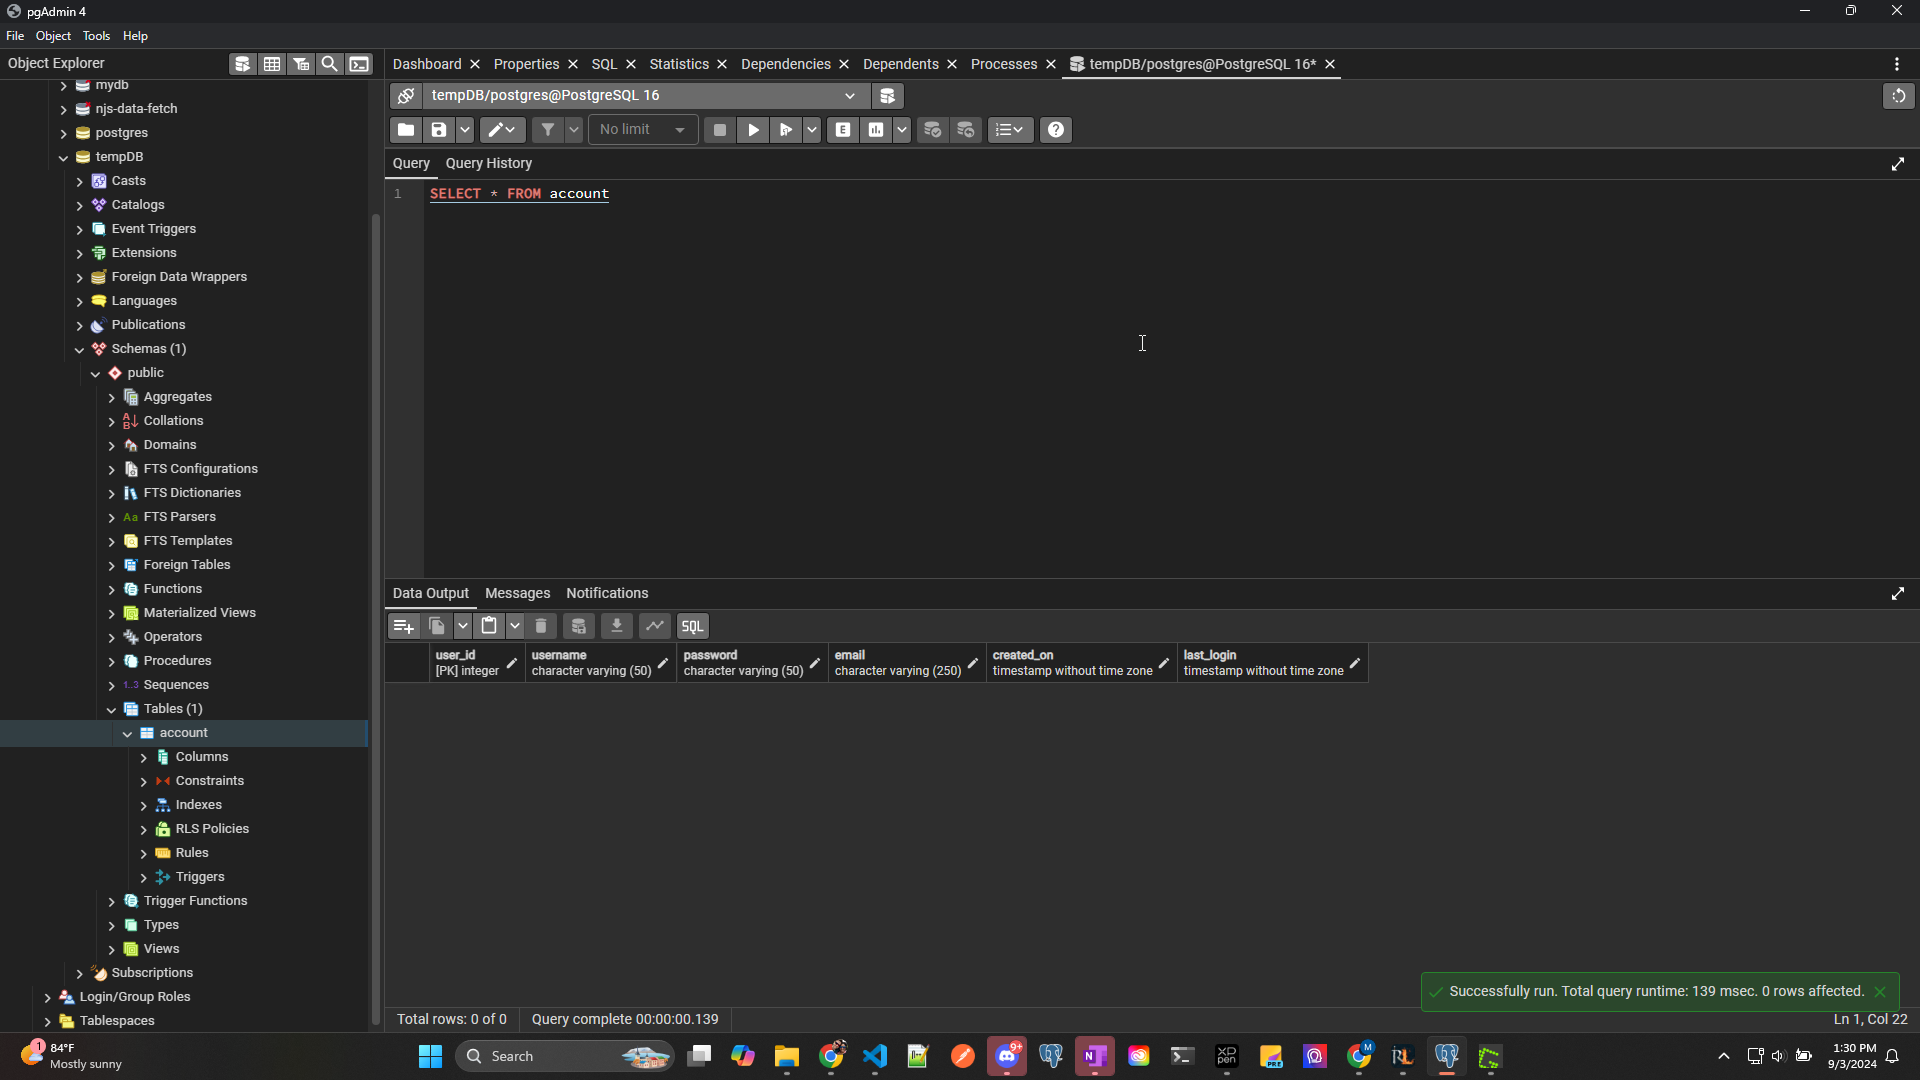 pgAdmin 4
File Object Tools Help
Object Explorer
mydb
njs-data-fetch
postgres
tempDB
Casts
Catalogs
Event Triggers
Extensions
Foreign Data Wrappers
Languages
Publications
Schemas (1)
public
Aggregates
Collations
Domains
FTS Configurations
FTS Dictionaries
FTS Parsers
FTS Templates
Foreign Tables
Functions
Materialized Views
Operators
Procedures
Sequences
Tables (1)
account
Columns
Constraints
Indexes
RLS Policies
Rules
Triggers
Trigger Functions
Types
Views
Subscriptions
Login/Group Roles
Tablespaces
Dashboard Properties SQL Statistics Dependencies Dependents Processes tempDB/postgres@PostgreSQL 16*
tempDB/postgres@PostgreSQL 16
No limit
Query Query History
1 SELECT * FROM account
Data Output Messages Notifications
SQL
user_id username password email created_on last_login
[PK] integer character varying (50) character varying (50) character varying (250) timestamp without time zone timestamp without time zone
Successfully run. Total query runtime: 139 msec. 0 rows affected.
Total rows: 0 of 0 Query complete 00:00:00.139 Ln 1, Col 22
1
84°F
Mostly sunny
Search
9+
1:30 PM
9/3/2024